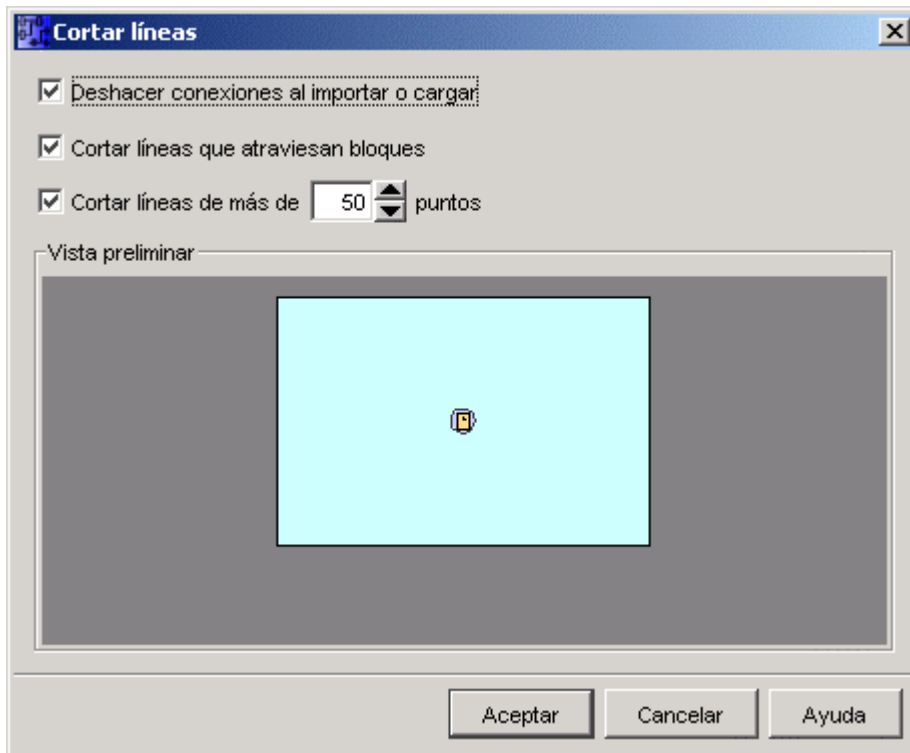 Cortar líneas
Deshacer conexiones al importar o cargar
Cortar líneas que atraviesan bloques
Cortar líneas de más de 50 puntos
Vista preliminar
Aceptar Cancelar Ayuda